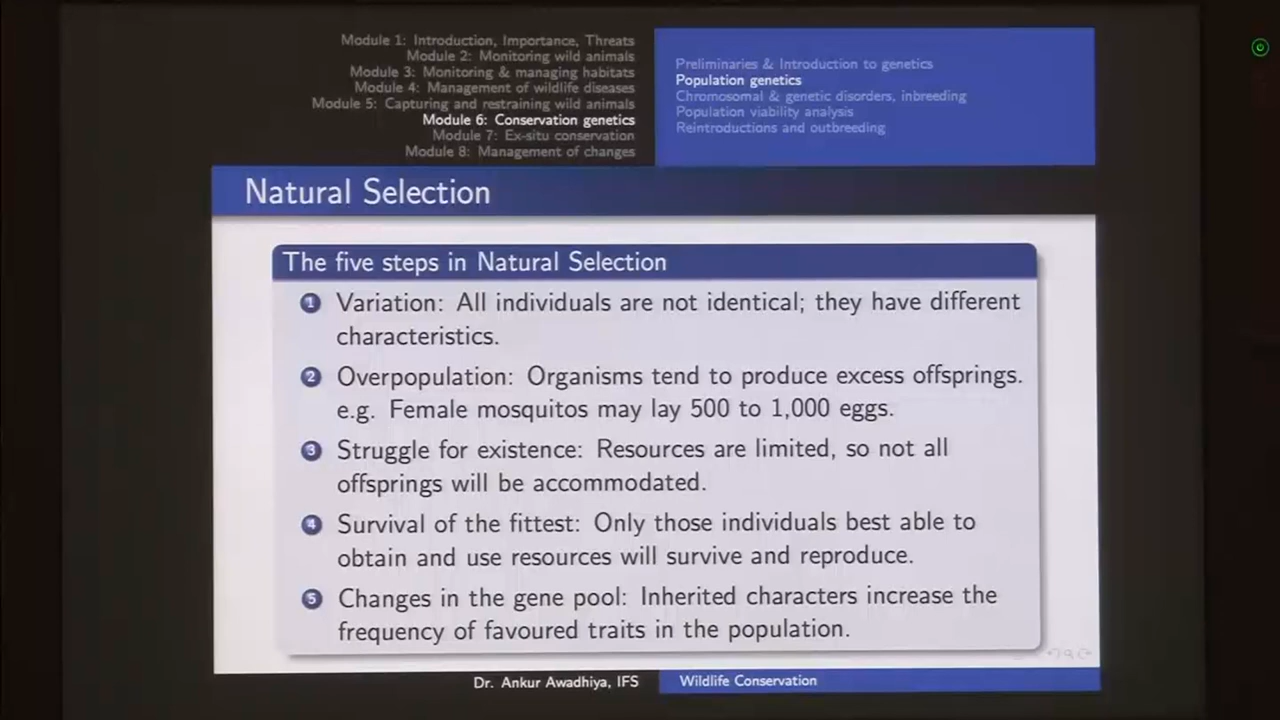 Module 1: Introduction, Importance, Threats
Module 2: Monitoring wild animals
Module 3: Monitoring & managing habitats
Module 4: Management of wildlife diseases
Module 5: Capturing and restraining wild animals
Module 6: Conservation genetics
Module 7: Ex-situ conservation
Module 8: Management of changes
Preliminaries & Introduction to genetics
Population genetics
Chromosomal & genetic disorders, inbreeding
Population viability analysis
Reintroductions and outbreeding
Natural Selection
The five steps in Natural Selection
1 Variation: All individuals are not identical; they have different
characteristics.
2 Overpopulation: Organisms tend to produce excess offsprings.
e.g. Female mosquitos may lay 500 to 1,000 eggs.
3 Struggle for existence: Resources are limited, so not all
offsprings will be accommodated.
4 Survival of the fittest: Only those individuals best able to
obtain and use resources will survive and reproduce.
5 Changes in the gene pool: Inherited characters increase the
frequency of favoured traits in the population.
Dr. Ankur Awadhiya, IFS
Wildlife Conservation